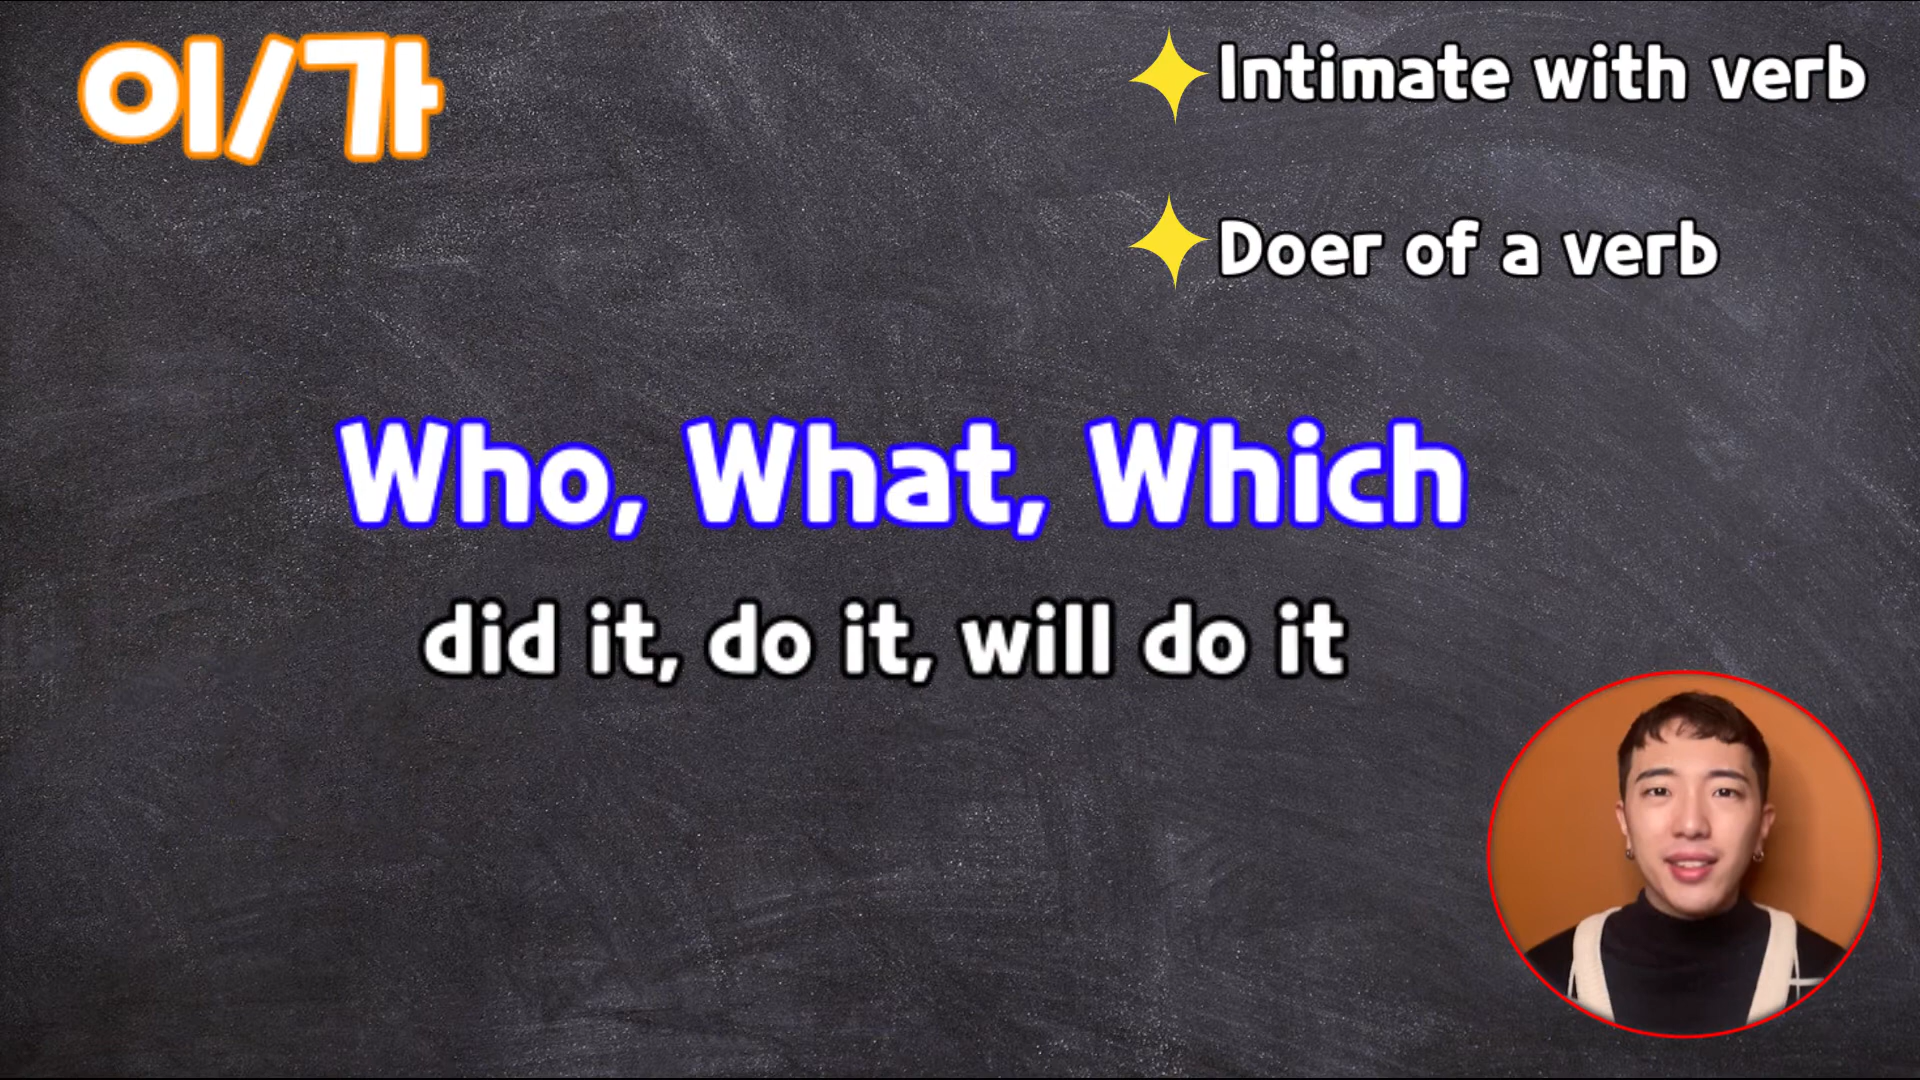 이/가
Intimate with verb
Doer of a verb
Who, What, Which
did it, do it, will do it